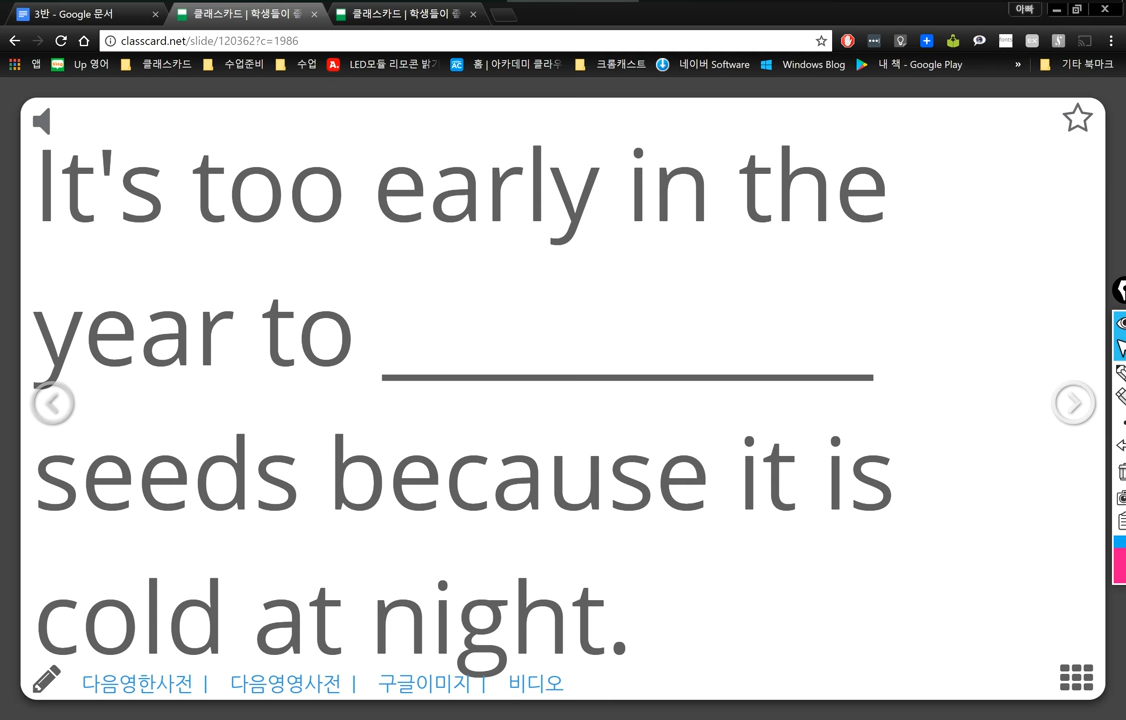 3반 - Google 문서
클래스카드 | 학생들이 좋
클래스카드 | 학생들이 좋
아빠
classcard.net/slide/120362?c=1986
앱 Up 영어 클래스카드 수업준비 수업 LED모듈 리모콘 밝기 홈 | 아카데미 클라우 크롬캐스트 네이버 Software Windows Blog 내 책 - Google Play » 기타 북마크
It's too early in the
year to ______________
seeds because it is
cold at night.
다음영한사전 | 다음영영사전 | 구글이미지 | 비디오